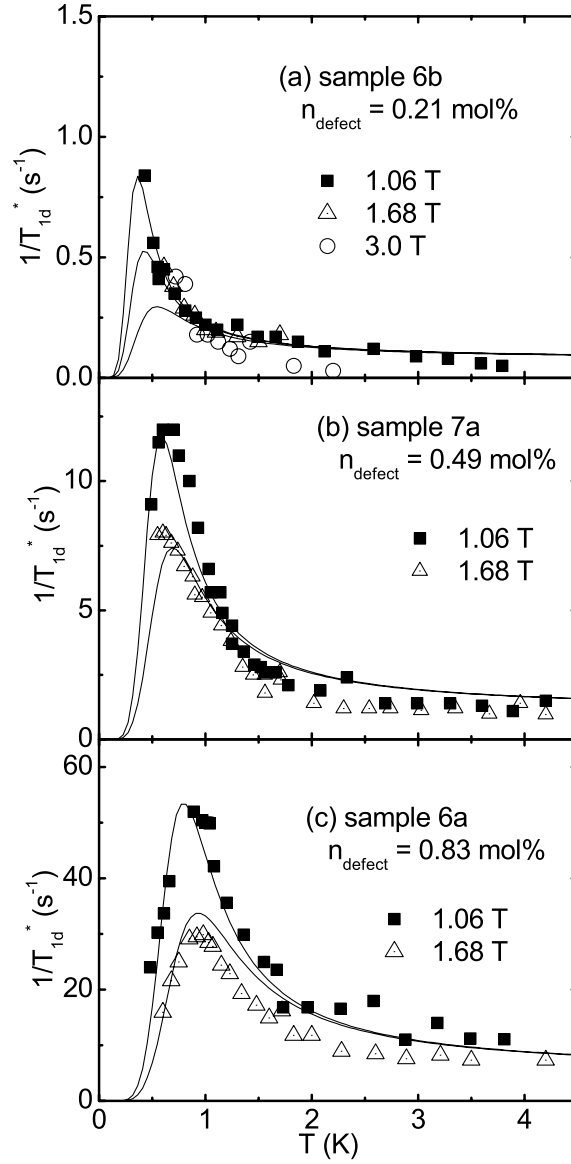 1.5
(a) sample 6b
n_defect = 0.21 mol%
1.0
1.06 T
1.68 T
3.0 T
0.5
0.0
1/T_1d^* (s^-1)
(b) sample 7a
n_defect = 0.49 mol%
10
1.06 T
1.68 T
5
0
1/T_1d^* (s^-1)
60
(c) sample 6a
n_defect = 0.83 mol%
40
1.06 T
1.68 T
20
0
1/T_1d^* (s^-1)
0 1 2 3 4
T (K)